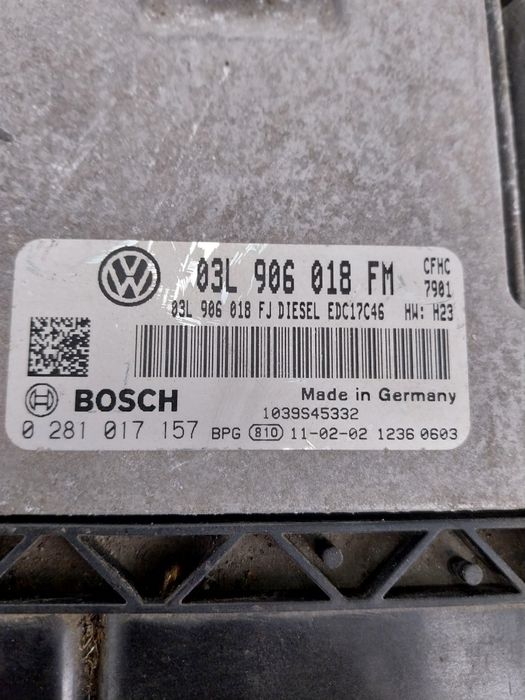 03L 906 018 FM CFHC
7901
03L 906 018 FJ DIESEL EDC17C46 HW: H23
BOSCH Made in Germany
1039S45332
0 281 017 157 BPG 810 11-02-02 1236 0603